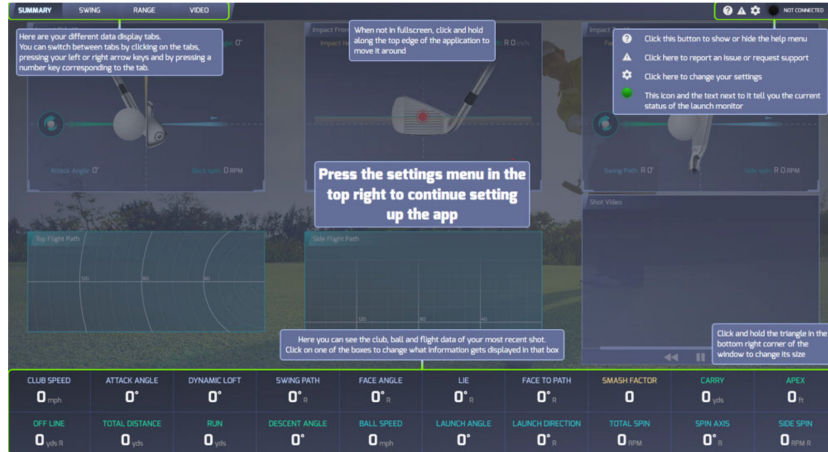 SUMMARY SWING RANGE VIDEO
NOT CONNECTED
Here are your different data display tabs.
You can switch between tabs by clicking on the tabs,
pressing your left or right arrow keys and by pressing a
number key corresponding to the tab.
Impact
When not in fullscreen, click and hold
along the top edge of the application to
move it around
Impact
Click this button to show or hide the help menu
Click here to report an issue or request support
Click here to change your settings
This Icon and the text next to it tell you the current
status of the launch monitor
Attack Angle: 0°
0 RPM
Swing Path: R 0°
R 0 RPM
Press the settings menu in the
top right to continue setting
up the app
Top Flight Path
Side Flight Path
Shot Video
Here you can see the club, ball and flight data of your most recent shot.
Click on one of the boxes to change what information gets displayed in that box
Click and hold the triangle in the
bottom right corner of the
window to change its size
CLUB SPEED ATTACK ANGLE DYNAMIC LOFT SWING PATH FACE ANGLE LIE FACE TO PATH SMASH FACTOR CARRY APEX
0 mph 0° 0° 0° R 0° R 0° R 0° R 0 0 yds 0 ft
OFF LINE TOTAL DISTANCE RUN DESCENT ANGLE BALL SPEED LAUNCH ANGLE LAUNCH DIRECTION TOTAL SPIN SPIN AXIS SIDE SPIN
0 yds R 0 yds 0 yds 0° 0 mph 0° 0° R 0 RPM 0° R 0 RPM R